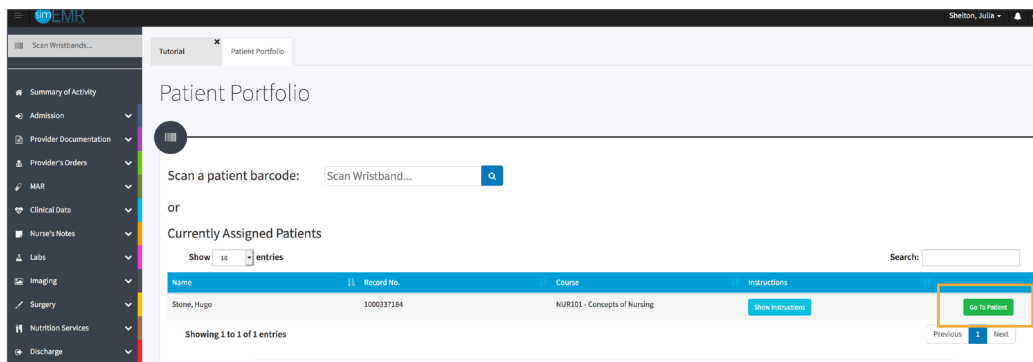 simEMR
Shelton, Julia
Scan Wristbands...
Tutorial
Patient Portfolio
Summary of Activity
Patient Portfolio
Admission
Provider Documentation
Provider's Orders
Scan a patient barcode:
Scan Wristband...
MAR
or
Clinical Data
Nurse's Notes
Currently Assigned Patients
Labs
Show 10 entries
Search:
Imaging
Name
Record No.
Course
Instructions
Surgery
Stone, Hugo
1000337184
NUR101 - Concepts of Nursing
Show Instructions
Go To Patient
Nutrition Services
Showing 1 to 1 of 1 entries
Previous 1 Next
Discharge